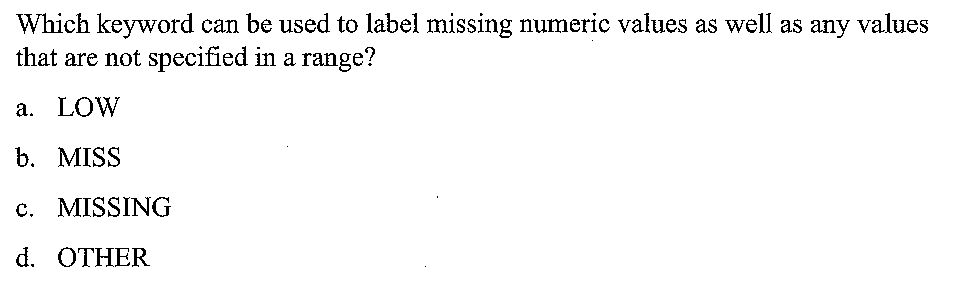 Which keyword can be used to label missing numeric values as well as any values
that are not specified in a range?
a. LOW
b. MISS
c. MISSING
d. OTHER